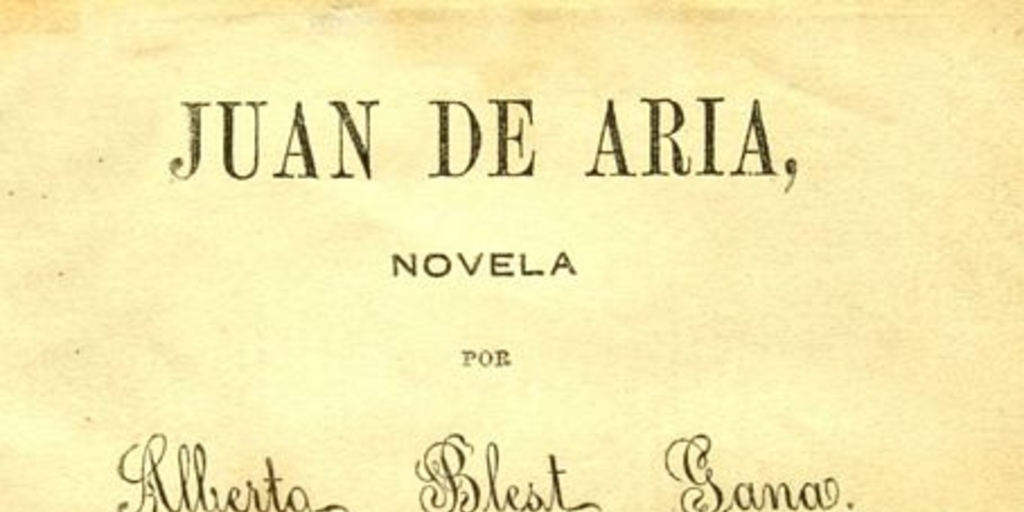 JUAN DE ARIA,
NOVELA
POR
Alberto Blest Gana.